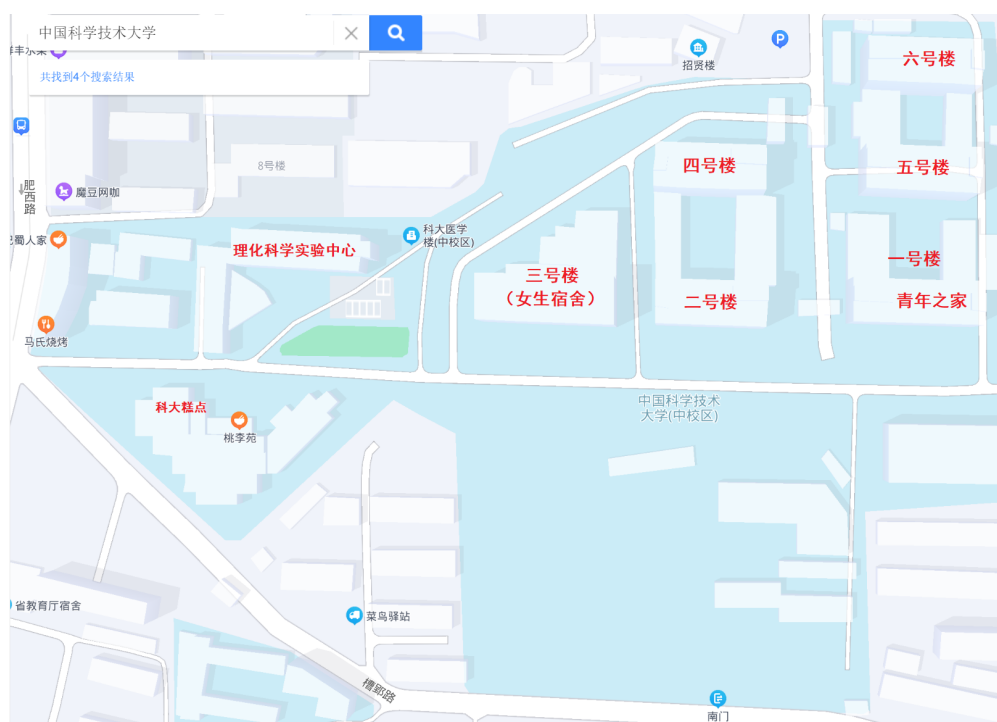 中国科学技术大学
共找到4个搜索结果
招贤楼
P
六号楼
四号楼
五号楼
8号楼
肥西路
魔豆网咖
科大医学
楼(中校区)
理化科学实验中心
一号楼
三号楼
(女生宿舍)
二号楼
青年之家
马氏烧烤
中国科学技术
大学(中校区)
科大糕点
桃李苑
省教育厅宿舍
菜鸟驿站
槽郢路
南门